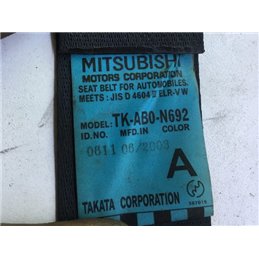 MITSUBISHI
MOTORS CORPORATION
SEAT BELT FOR AUTOMOBILES.
MEETS: JIS D 4604 ELR-VW
MODEL: TK-AB0-N692
ID.NO. MFD.IN COLOR
0611 06/2003
A
TAKATA CORPORATION